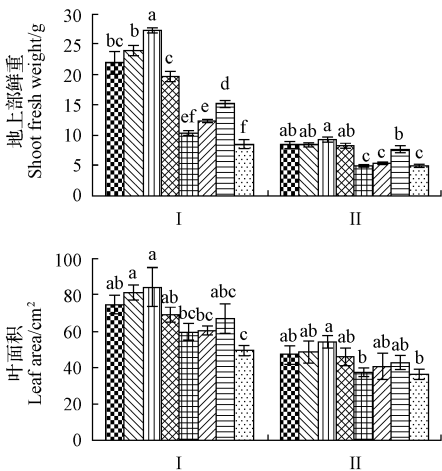 地上部鲜重
Shoot fresh weight/g
30
25
20
15
10
5
0
bc
b
a
c
ef
e
d
f
ab
ab
a
ab
c
c
b
c
I
II
叶面积
Leaf area/cm²
100
80
60
40
20
0
ab
a
a
ab
bc
bc
abc
c
ab
ab
a
ab
b
ab
ab
b
I
II